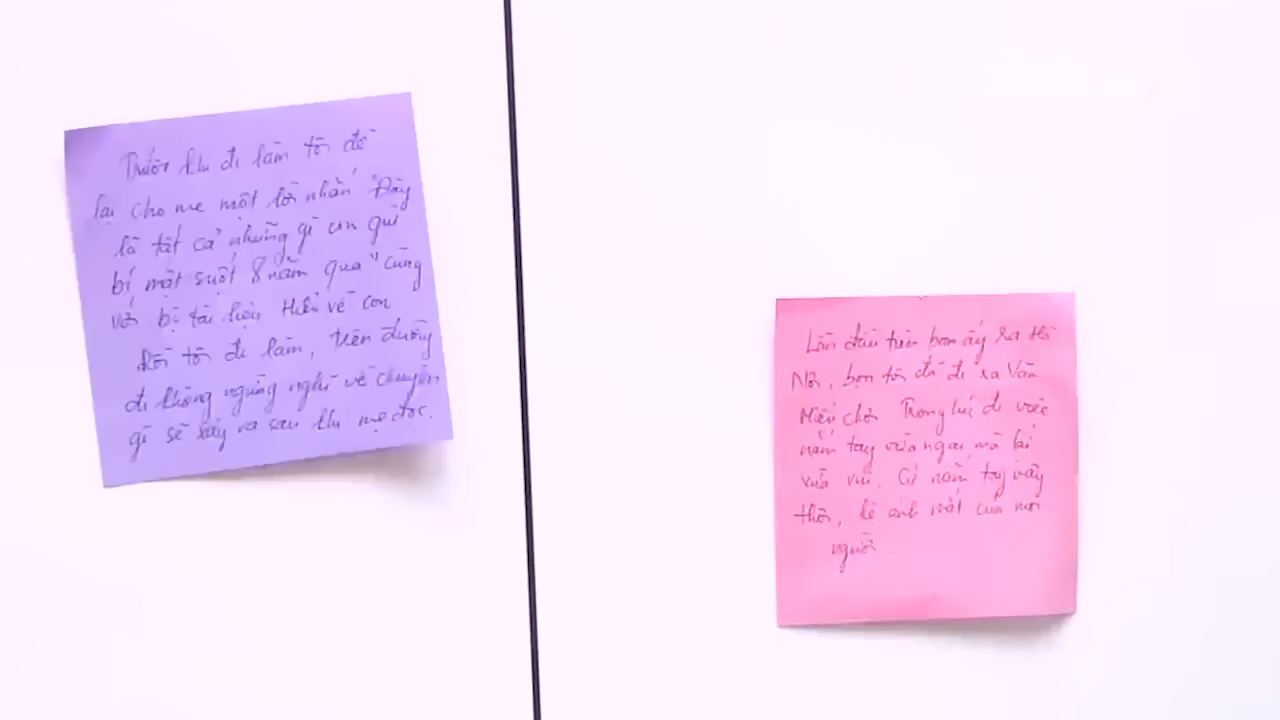 Trước khi đi làm tôi để
lại cho mẹ một lời nhắn "Đây
là tất cả những gì con giữ
bí mật suốt 8 năm qua" cùng
với bộ tài liệu hiểu về con
Rồi tôi đi làm, trên đường
đi không ngừng nghĩ về chuyện
gì sẽ xảy ra sau khi mẹ đọc.
Lần đầu tiên bạn ấy ra Hà
Nội, bọn tôi đã đi ra Văn
Miếu chơi Trong lúc đi việc
nắm tay vừa ngại mà lại
vừa vui. Cứ nắm tay vậy
thôi, kệ ánh mắt của mọi
người